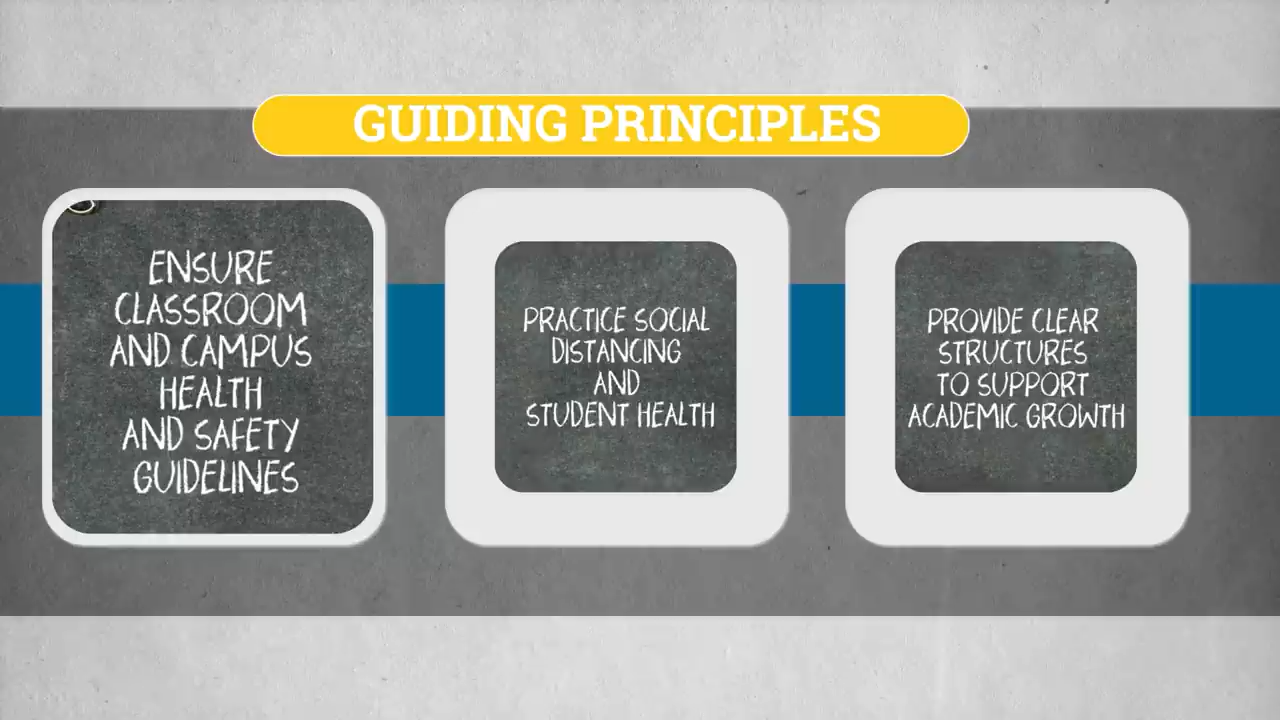 GUIDING PRINCIPLES
ENSURE
CLASSROOM
AND CAMPUS
HEALTH
AND SAFETY
GUIDELINES
PRACTICE SOCIAL
DISTANCING
AND
STUDENT HEALTH
PROVIDE CLEAR
STRUCTURES
TO SUPPORT
ACADEMIC GROWTH